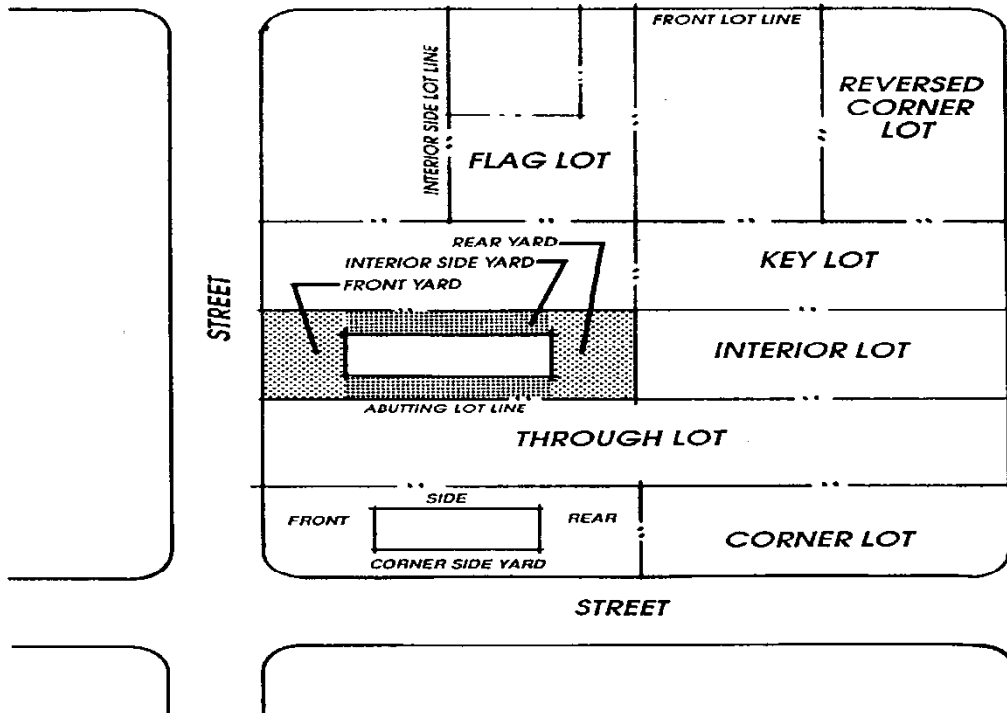 FRONT LOT LINE
INTERIOR SIDE LOT LINE
REVERSED
CORNER
LOT
FLAG LOT
REAR YARD
INTERIOR SIDE YARD
FRONT YARD
KEY LOT
STREET
INTERIOR LOT
ABUTTING LOT LINE
THROUGH LOT
SIDE
FRONT
REAR
CORNER SIDE YARD
CORNER LOT
STREET